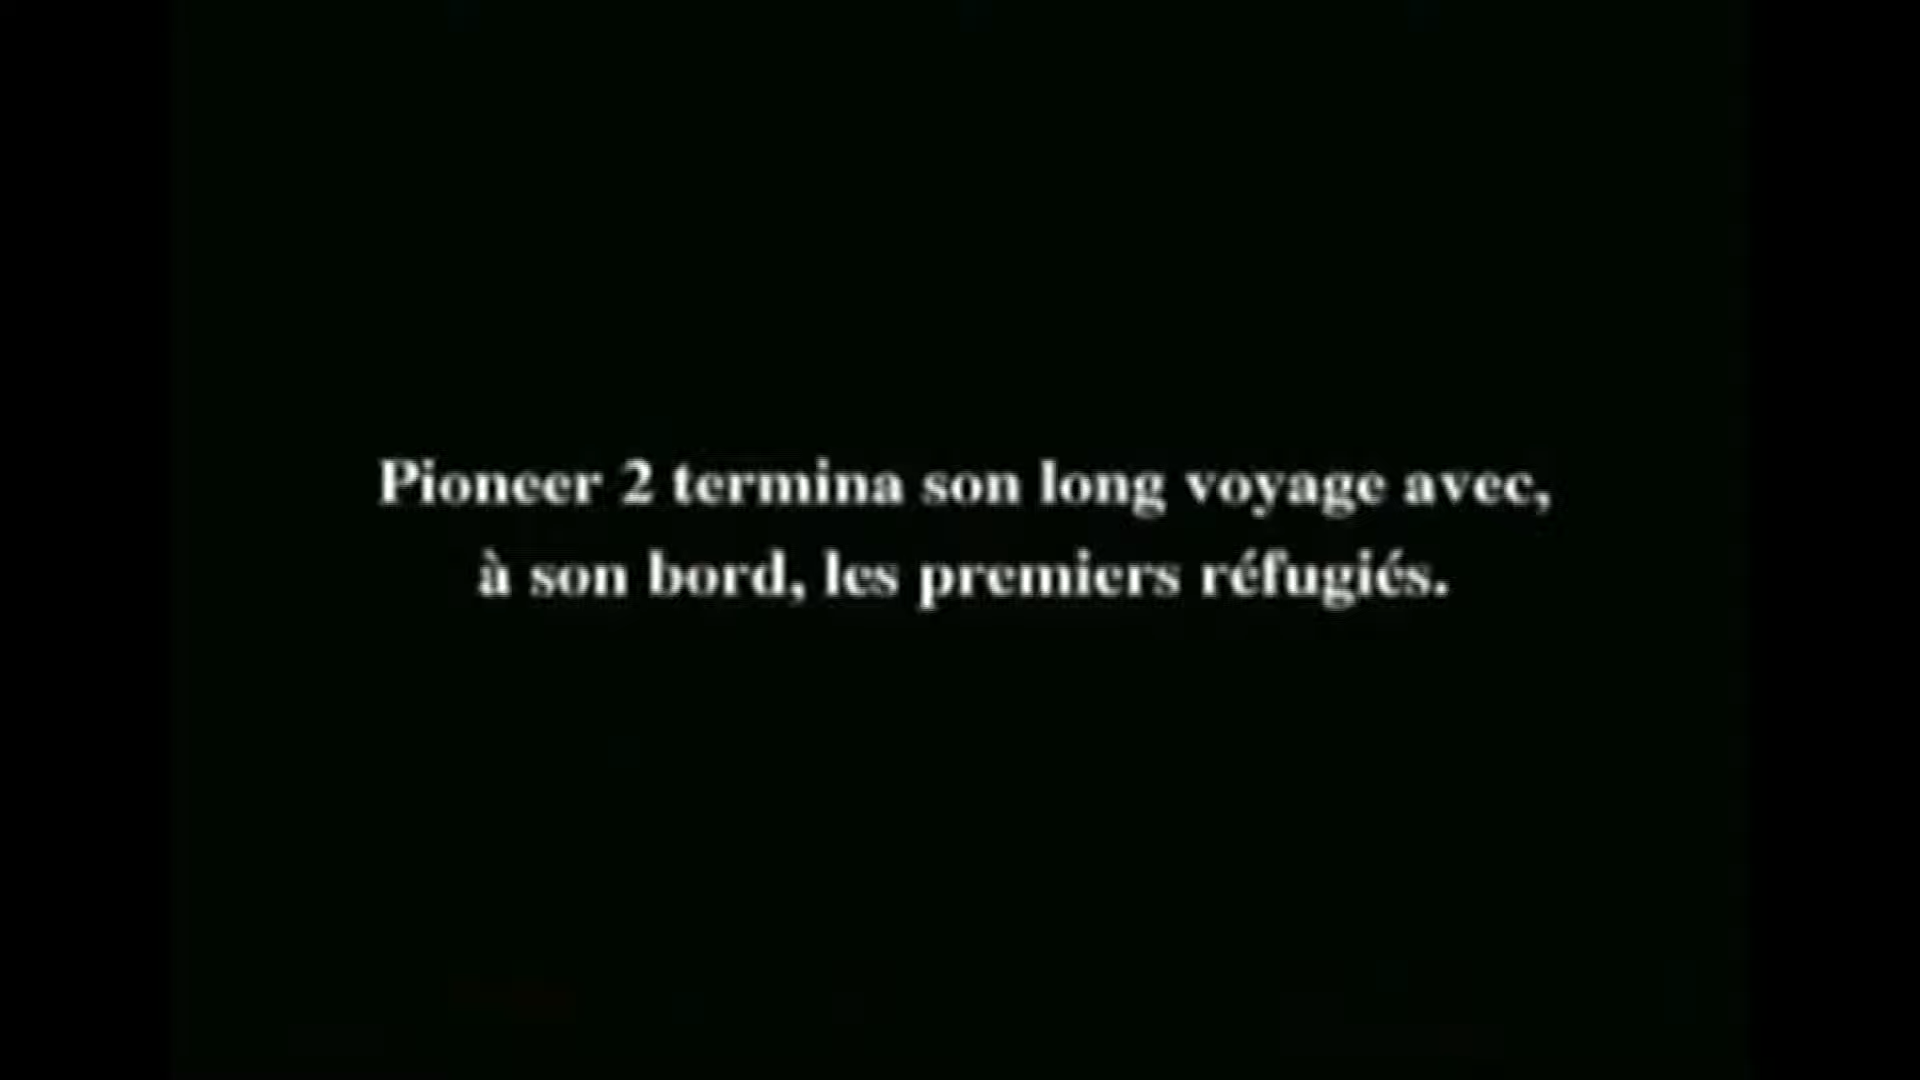 Pioneer 2 termina son long voyage avec,
à son bord, les premiers réfugiés.